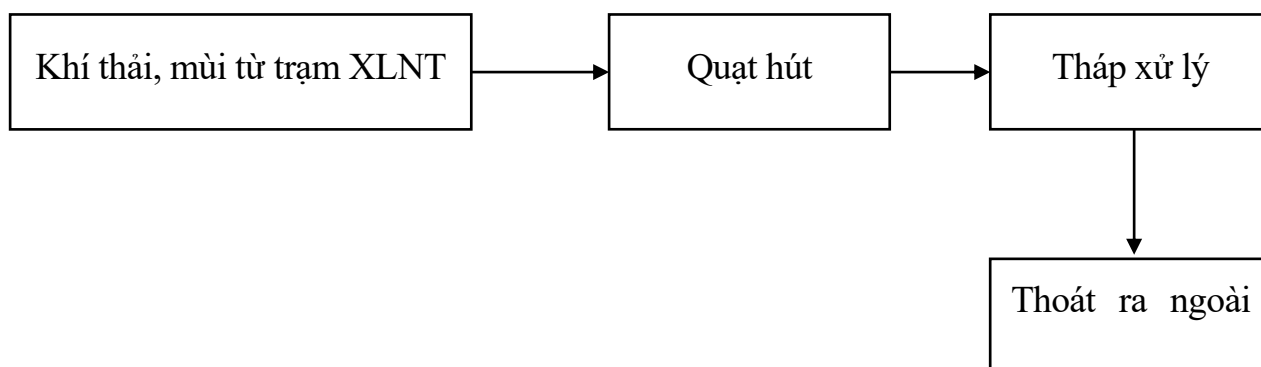 Khí thải, mùi từ trạm XLNT
Quạt hút
Tháp xử lý
Thoát ra ngoài